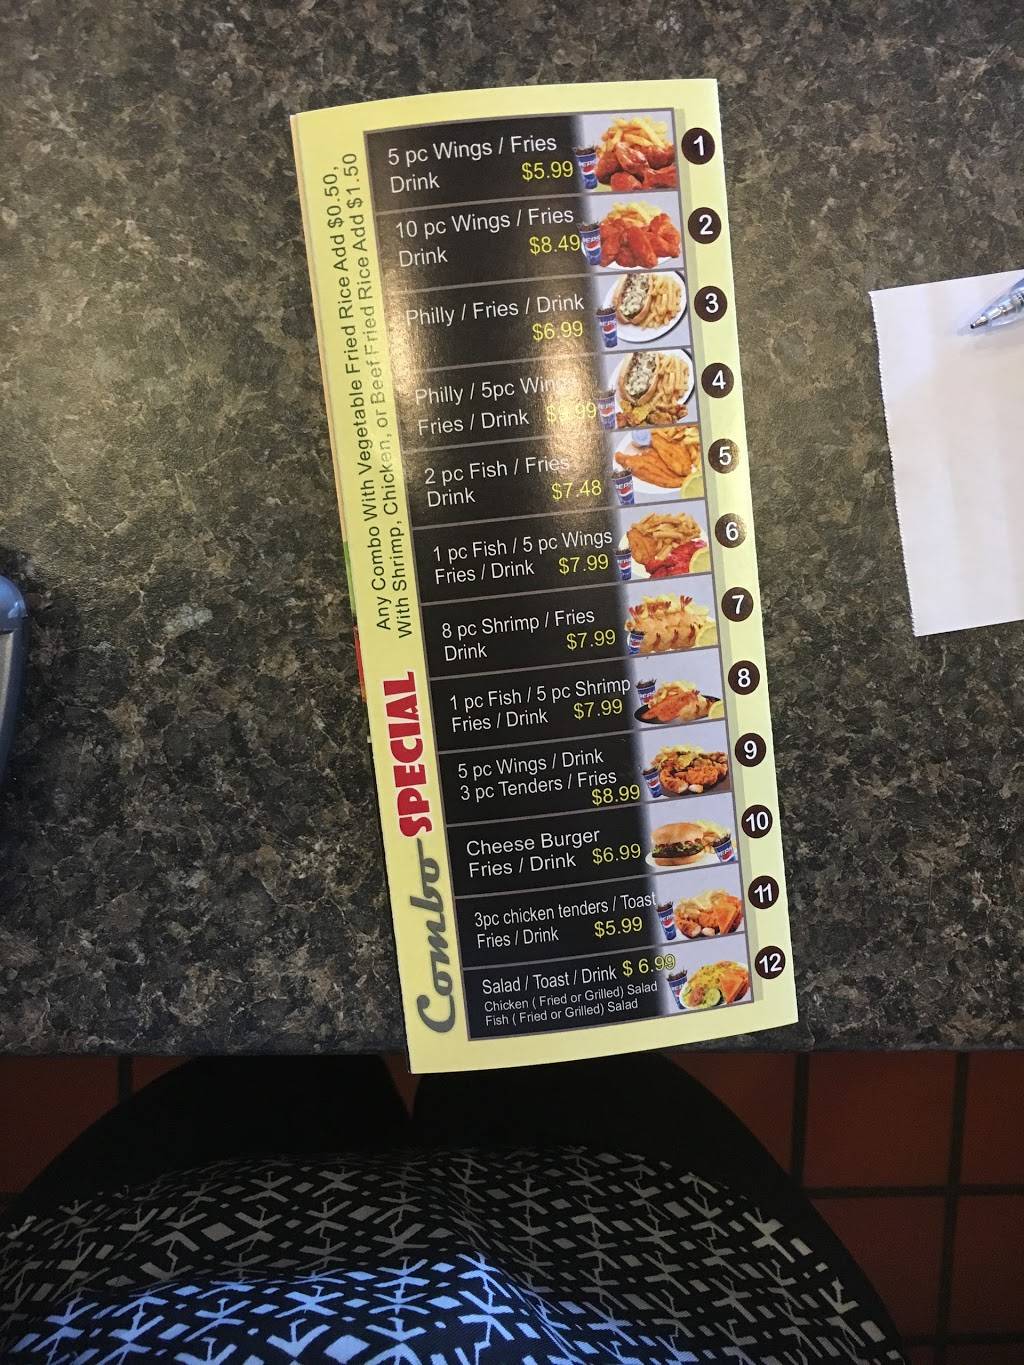 Combo SPECIAL
Any Combo With Vegetable Fried Rice Add $0.50,
With Shrimp, Chicken, or Beef Fried Rice Add $1.50
5 pc Wings / Fries
Drink $5.99
1
10 pc Wings / Fries
Drink $8.49
2
Philly / Fries / Drink
$6.99
3
Philly / 5pc Wing
Fries / Drink $9.99
4
2 pc Fish / Fries
Drink $7.48
5
1 pc Fish / 5 pc Wings
Fries / Drink $7.99
6
8 pc Shrimp / Fries
Drink $7.99
7
1 pc Fish / 5 pc Shrimp
Fries / Drink $7.99
8
5 pc Wings / Drink
3 pc Tenders / Fries
$8.99
9
Cheese Burger
Fries / Drink $6.99
10
3pc chicken tenders / Toast
Fries / Drink $5.99
11
Salad / Toast / Drink $ 6.99
Chicken ( Fried or Grilled) Salad
Fish ( Fried or Grilled) Salad
12